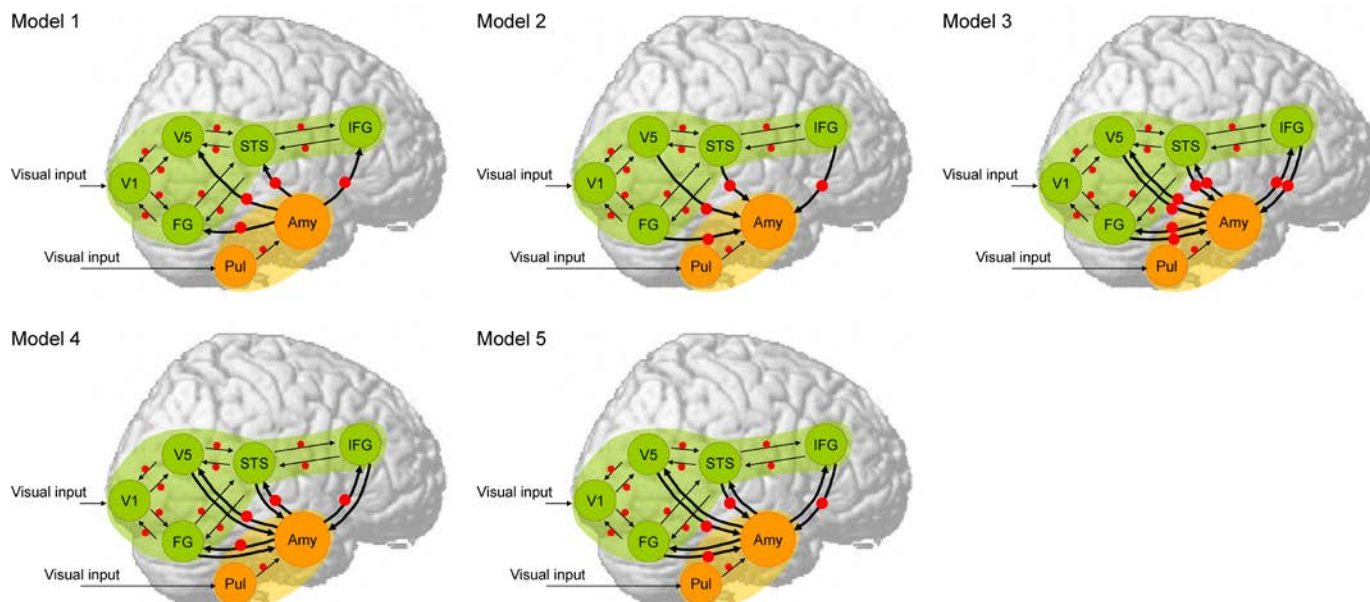 Model 1
V5
STS
IFG
Visual input
V1
FG
Amy
Visual input
Pul
Model 2
V5
STS
IFG
Visual input
V1
FG
Amy
Visual input
Pul
Model 3
V5
STS
IFG
Visual input
V1
FG
Amy
Visual input
Pul
Model 4
V5
STS
IFG
Visual input
V1
FG
Amy
Visual input
Pul
Model 5
V5
STS
IFG
Visual input
V1
FG
Amy
Visual input
Pul